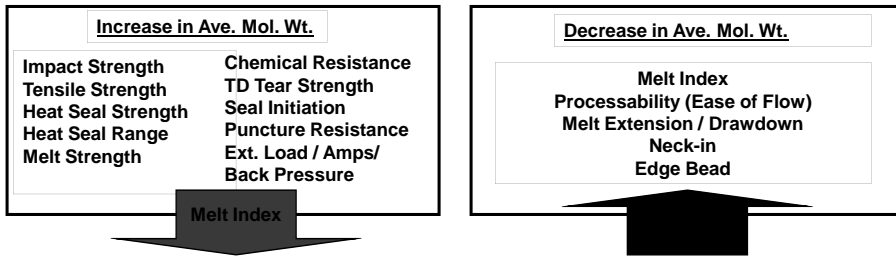 Increase in Ave. Mol. Wt.
Impact Strength
Tensile Strength
Heat Seal Strength
Heat Seal Range
Melt Strength
Chemical Resistance
TD Tear Strength
Seal Initiation
Puncture Resistance
Ext. Load / Amps/
Back Pressure
Melt Index
Decrease in Ave. Mol. Wt.
Melt Index
Processability (Ease of Flow)
Melt Extension / Drawdown
Neck-in
Edge Bead